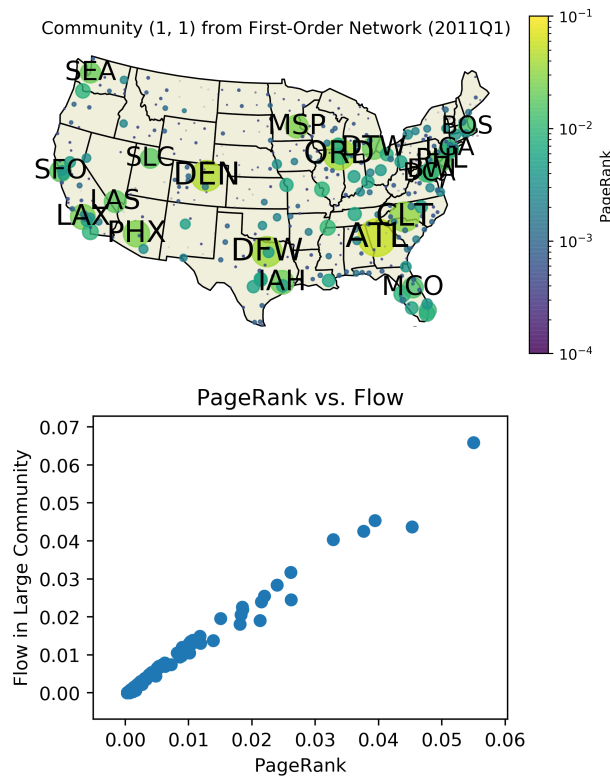 Community (1, 1) from First-Order Network (2011Q1)
SEA
MSP
BOS
ORD
DTW
LGA
SFO
SLC
DEN
PHL
DCA
LAS
LAX
PHX
CLT
ATL
DFW
IAH
MCO
10⁻¹
10⁻²
10⁻³
10⁻⁴
PageRank
PageRank vs. Flow
Flow in Large Community
0.07
0.06
0.05
0.04
0.03
0.02
0.01
0.00
0.00 0.01 0.02 0.03 0.04 0.05 0.06
PageRank